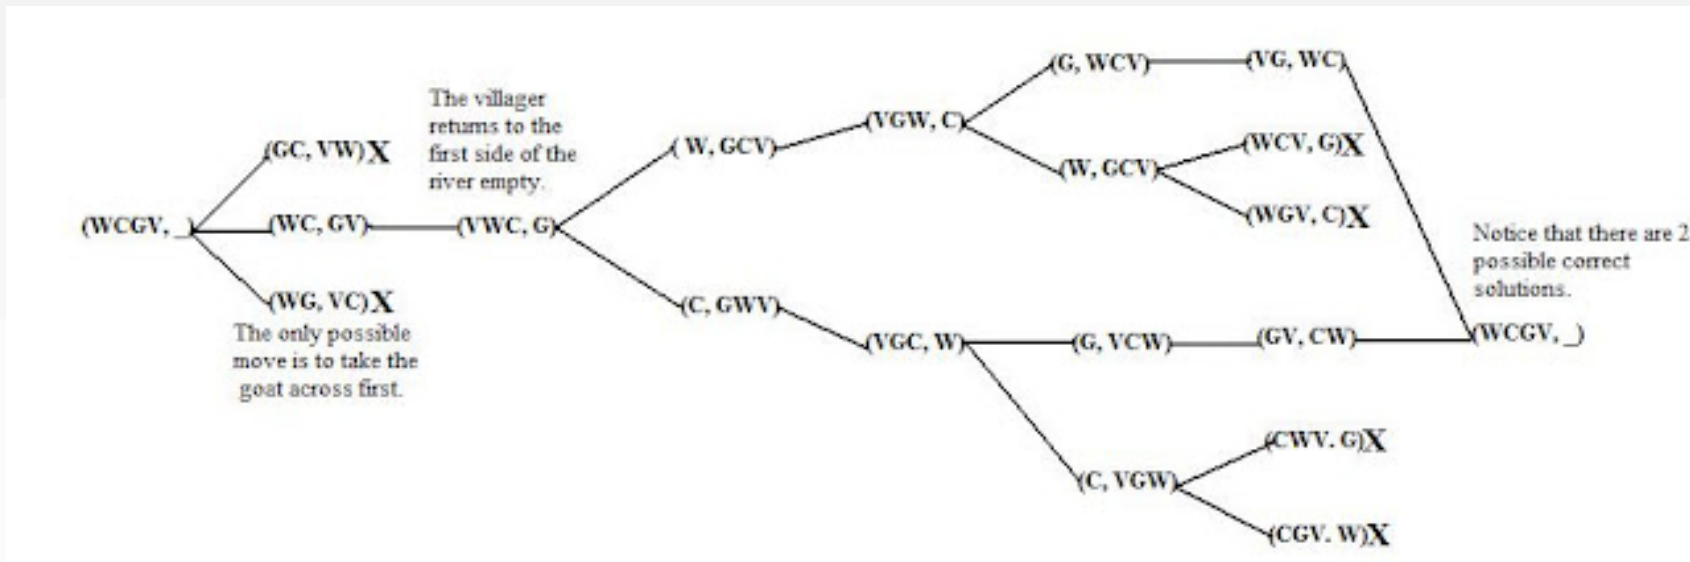 (G, WCV)
(VG, WC)
The villager
returns to the
first side of the
river empty.
(VGW, C)
(GC, VW)X
( W, GCV)
(WCV, G)X
(W, GCV)
(WGV, C)X
(WCGV, _)
(WC, GV)
(VWC, G)
Notice that there are 2
possible correct
solutions.
(WG, VC)X
(C, GWV)
The only possible
move is to take the
goat across first.
(VGC, W)
(G, VCW)
(GV, CW)
(WCGV, _)
(CWV. G)X
(C, VGW)
(CGV. W)X